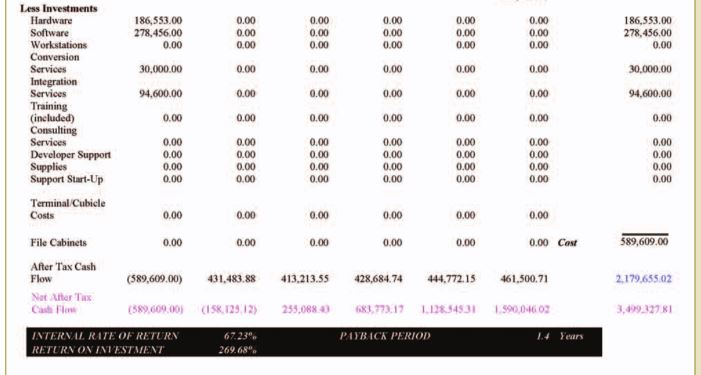 Less Investments
Hardware 186,553.00 0.00 0.00 0.00 0.00 0.00 186,553.00
Software 278,456.00 0.00 0.00 0.00 0.00 0.00 278,456.00
Workstations 0.00 0.00 0.00 0.00 0.00 0.00 0.00
Conversion
Services 30,000.00 0.00 0.00 0.00 0.00 0.00 30,000.00
Integration
Services 94,600.00 0.00 0.00 0.00 0.00 0.00 94,600.00
Training
(included) 0.00 0.00 0.00 0.00 0.00 0.00 0.00
Consulting
Services 0.00 0.00 0.00 0.00 0.00 0.00 0.00
Developer Support 0.00 0.00 0.00 0.00 0.00 0.00 0.00
Supplies 0.00 0.00 0.00 0.00 0.00 0.00 0.00
Support Start-Up 0.00 0.00 0.00 0.00 0.00 0.00 0.00
Terminal/Cubicle
Costs 0.00 0.00 0.00 0.00 0.00 0.00
File Cabinets 0.00 0.00 0.00 0.00 0.00 0.00 Cost 589,609.00
After Tax Cash
Flow (589,609.00) 431,483.88 413,213.55 428,684.74 444,772.15 461,500.71 2,179,655.02
Net After Tax
Cash Flow (589,609.00) (158,125.12) 255,088.43 683,773.17 1,128,545.31 1,590,046.02 3,499,327.81
INTERNAL RATE OF RETURN 67.23% PAYBACK PERIOD 1.4 Years
RETURN ON INVESTMENT 269.68%